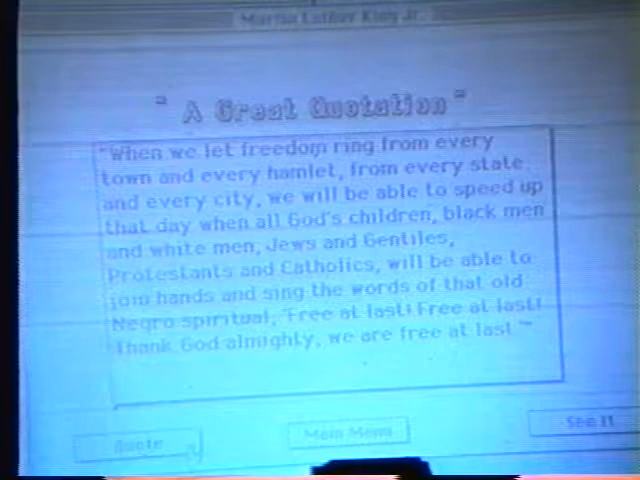 Martin Luther King Jr.
" A Great Quotation "
"When we let freedom ring from every
town and every hamlet, from every state
and every city, we will be able to speed up
that day when all God's children, black men
and white men, Jews and Gentiles,
Protestants and Catholics, will be able to
join hands and sing the words of that old
Negro spiritual, 'Free at last! Free at last!
Thank God almighty, we are free at last.'"
Quote
Main Menu
See It